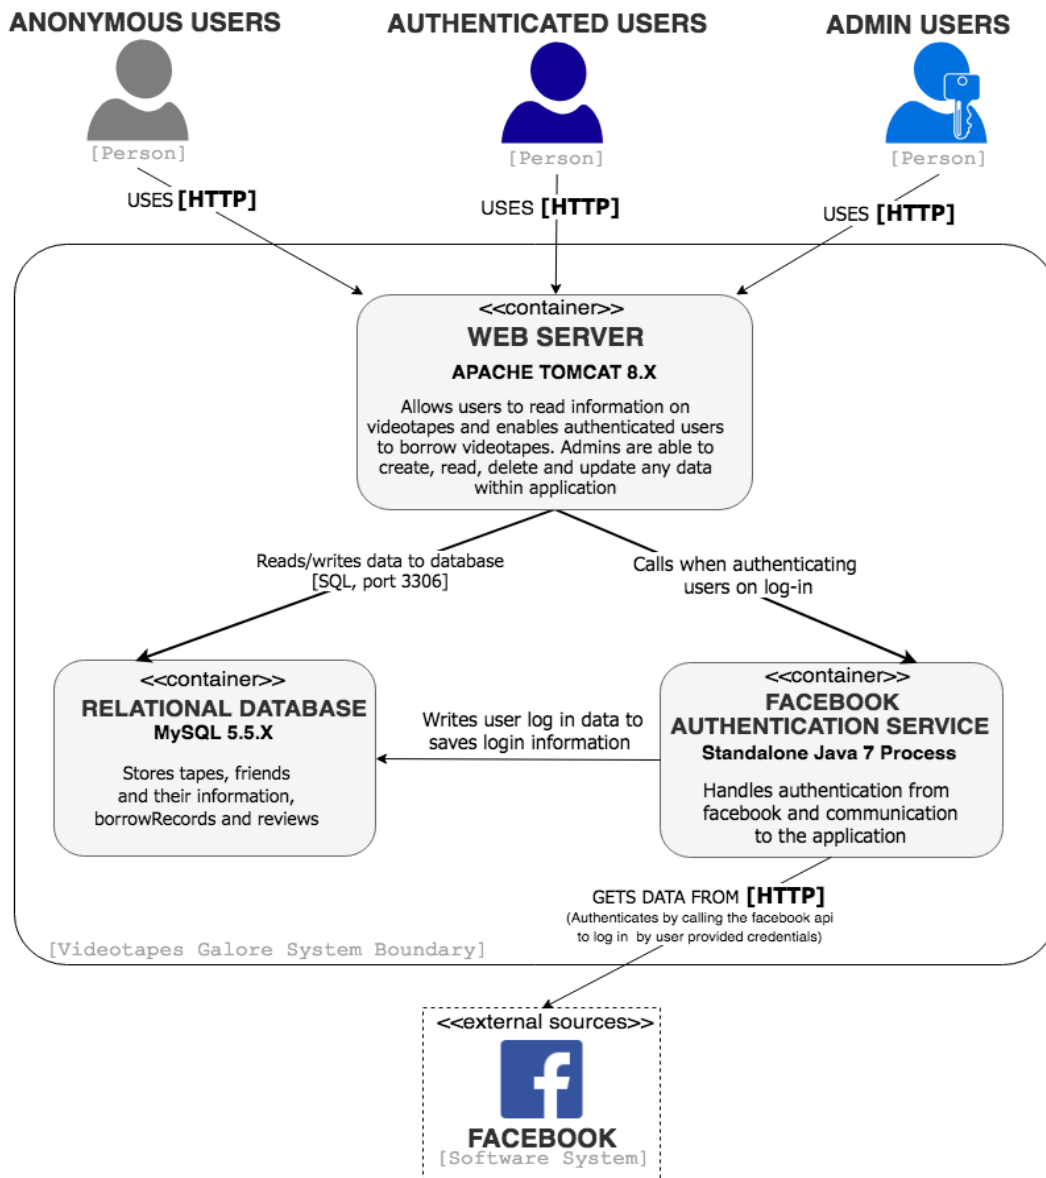 ANONYMOUS USERS
AUTHENTICATED USERS
ADMIN USERS
[Person]
[Person]
[Person]
USES [HTTP]
USES [HTTP]
USES [HTTP]
<<container>>
WEB SERVER
APACHE TOMCAT 8.X
Allows users to read information on
videotapes and enables authenticated users
to borrow videotapes. Admins are able to
create, read, delete and update any data
within application
Reads/writes data to database
[SQL, port 3306]
Calls when authenticating
users on log-in
<<container>>
RELATIONAL DATABASE
MySQL 5.5.X
Stores tapes, friends
and their information,
borrowRecords and reviews
Writes user log in data to
saves login information
<<container>>
FACEBOOK
AUTHENTICATION SERVICE
Standalone Java 7 Process
Handles authentication from
facebook and communication
to the application
GETS DATA FROM [HTTP]
(Authenticates by calling the facebook api
to log in by user provided credentials)
[Videotapes Galore System Boundary]
<<external sources>>
f
FACEBOOK
[Software System]